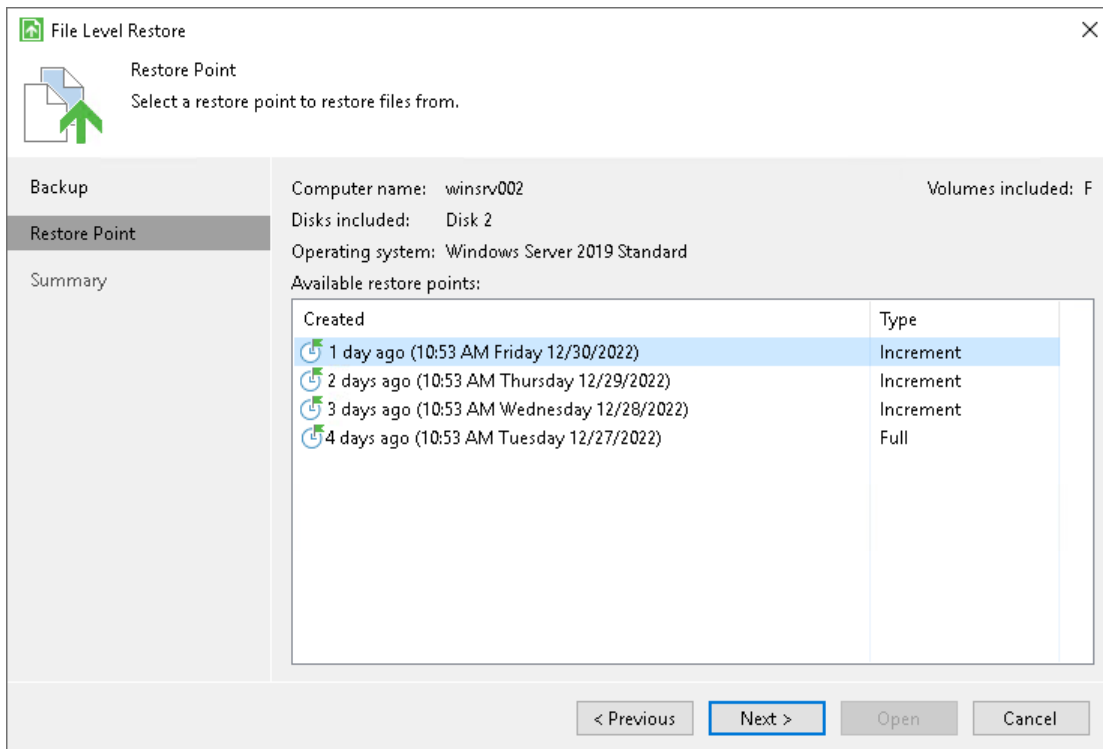 File Level Restore
Restore Point
Select a restore point to restore files from.
Backup
Restore Point
Summary
Computer name: winsrv002 Volumes included: F
Disks included: Disk 2
Operating system: Windows Server 2019 Standard
Available restore points:
Created Type
1 day ago (10:53 AM Friday 12/30/2022) Increment
2 days ago (10:53 AM Thursday 12/29/2022) Increment
3 days ago (10:53 AM Wednesday 12/28/2022) Increment
4 days ago (10:53 AM Tuesday 12/27/2022) Full
< Previous Next > Open Cancel